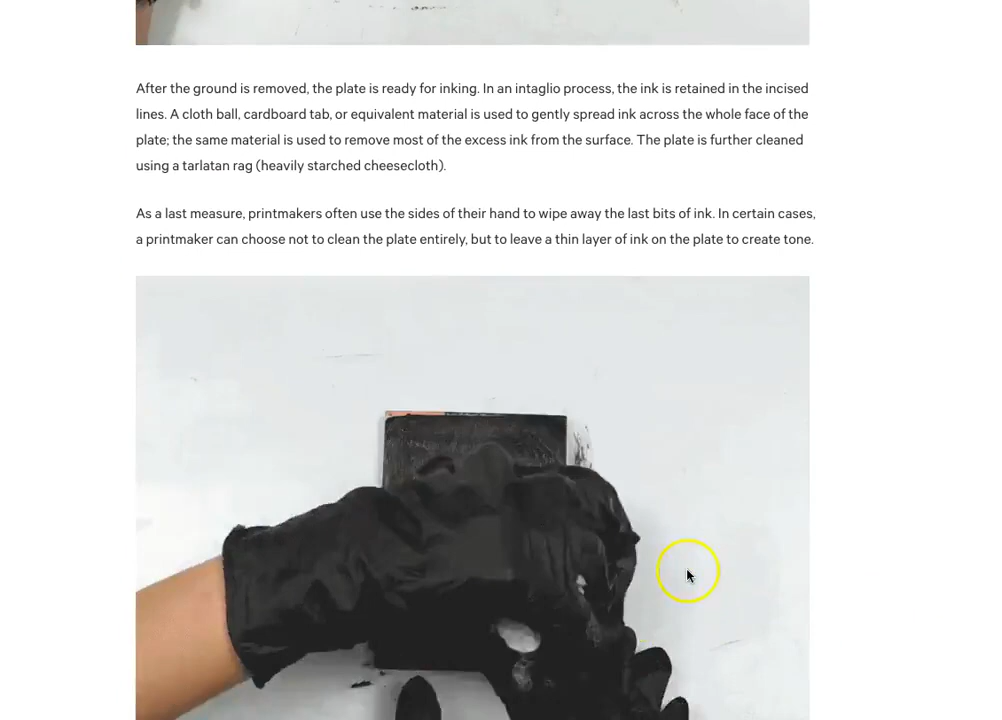 After the ground is removed, the plate is ready for inking. In an intaglio process, the ink is retained in the incised
lines. A cloth ball, cardboard tab, or equivalent material is used to gently spread ink across the whole face of the
plate; the same material is used to remove most of the excess ink from the surface. The plate is further cleaned
using a tarlatan rag (heavily starched cheesecloth).
As a last measure, printmakers often use the sides of their hand to wipe away the last bits of ink. In certain cases,
a printmaker can choose not to clean the plate entirely, but to leave a thin layer of ink on the plate to create tone.